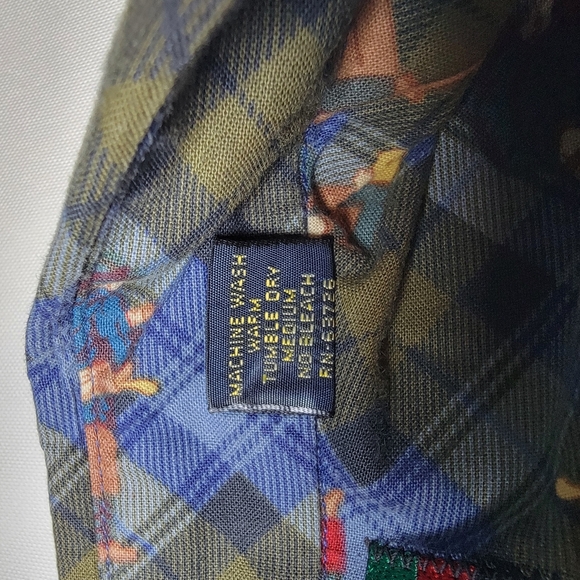 MACHINE WASH
WARM
TUMBLE DRY
MEDIUM
NO BLEACH
RN-63726